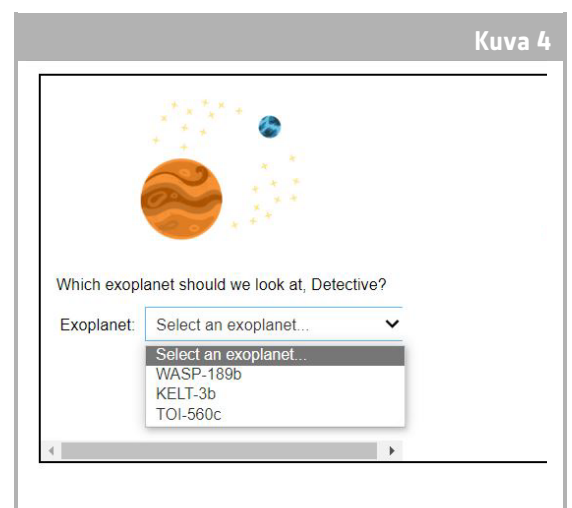 Kuva 4
Which exoplanet should we look at, Detective?
Exoplanet: Select an exoplanet...
Select an exoplanet...
WASP-189b
KELT-3b
TOI-560c